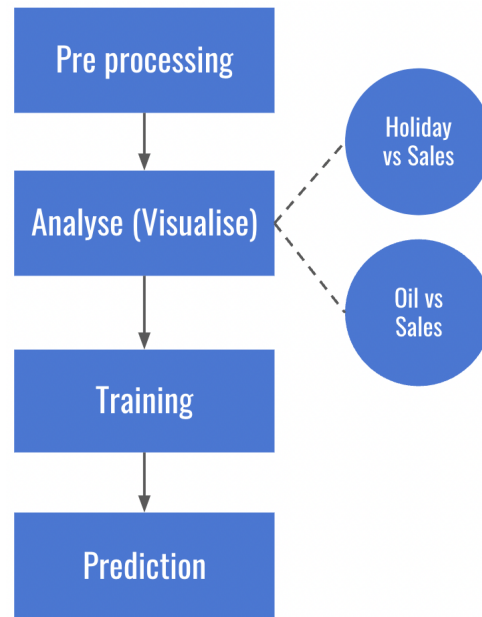 Pre processing
Holiday
vs Sales
Analyse (Visualise)
Oil vs
Sales
Training
Prediction